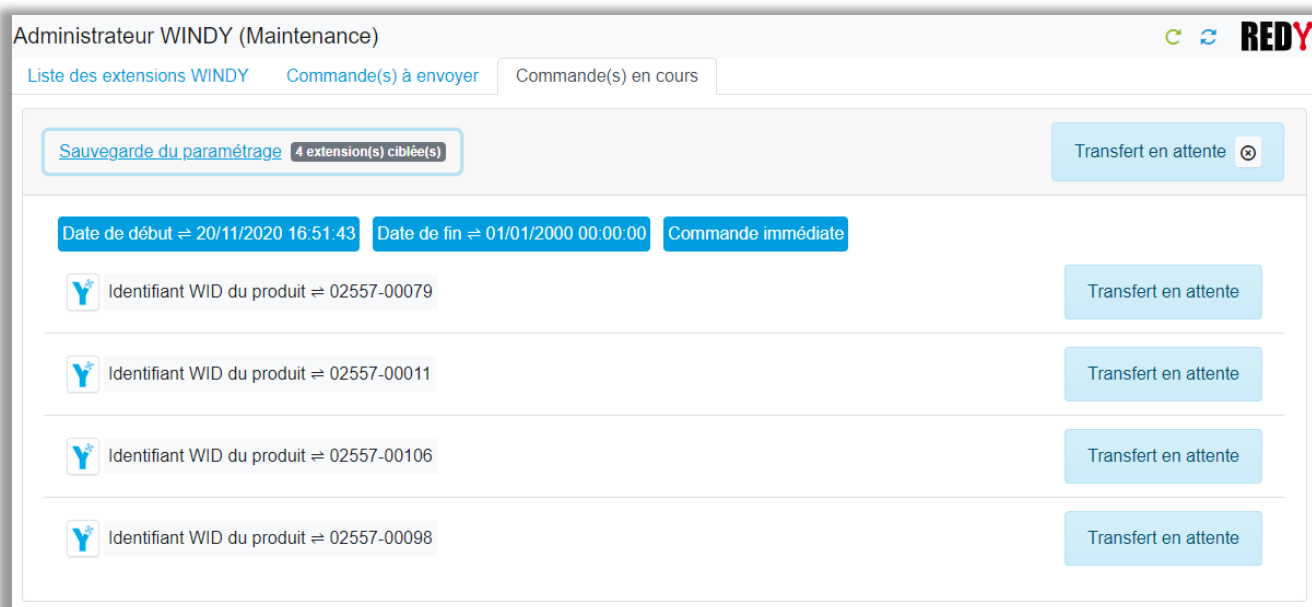 Administrateur WINDY (Maintenance) REDY
Liste des extensions WINDY Commande(s) à envoyer Commande(s) en cours
Sauvegarde du paramétrage 4 extension(s) ciblée(s) Transfert en attente
Date de début ⇌ 20/11/2020 16:51:43 Date de fin ⇌ 01/01/2000 00:00:00 Commande immédiate
Identifiant WID du produit ⇌ 02557-00079 Transfert en attente
Identifiant WID du produit ⇌ 02557-00011 Transfert en attente
Identifiant WID du produit ⇌ 02557-00106 Transfert en attente
Identifiant WID du produit ⇌ 02557-00098 Transfert en attente